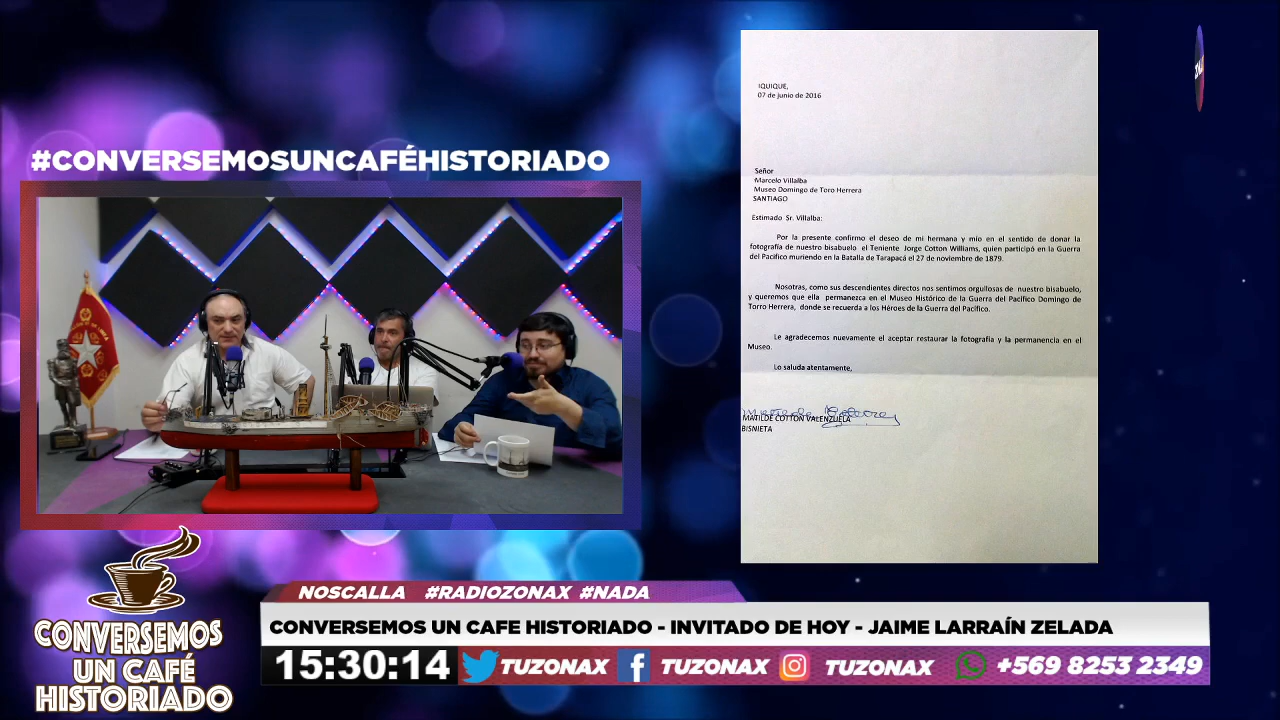 #CONVERSEMOSUNCAFÉHISTORIADO
IQUIQUE,
07 de junio de 2016
Señor
Marcelo Villalba
Museo Domingo de Toro Herrera
SANTIAGO
Estimado Sr. Villalba:
Por la presente confirmo el deseo de mi hermana y mío en el sentido de donar la
fotografía de nuestro bisabuelo el Teniente Jorge Cotton Williams, quien participó en la Guerra
del Pacifico muriendo en la Batalla de Tarapacá el 27 de noviembre de 1879.
Nosotras, como sus descendientes directos nos sentimos orgullosas de nuestro bisabuelo,
y queremos que ella permanezca en el Museo Histórico de la Guerra del Pacífico Domingo de
Torro Herrera, donde se recuerda a los Héroes de la Guerra del Pacífico.
Le agradecemos nuevamente el aceptar restaurar la fotografía y la permanencia en el
Museo.
Lo saluda atentamente,
MATILDE COTTON VALENZUELA
BISNIETA
CONVERSEMOS
UN CAFÉ
HISTORIADO
NOSCALLA #RADIOZONAX #NADA
CONVERSEMOS UN CAFE HISTORIADO - INVITADO DE HOY - JAIME LARRAÍN ZELADA
15:30:14 TUZONAX TUZONAX TUZONAX +569 8253 2349